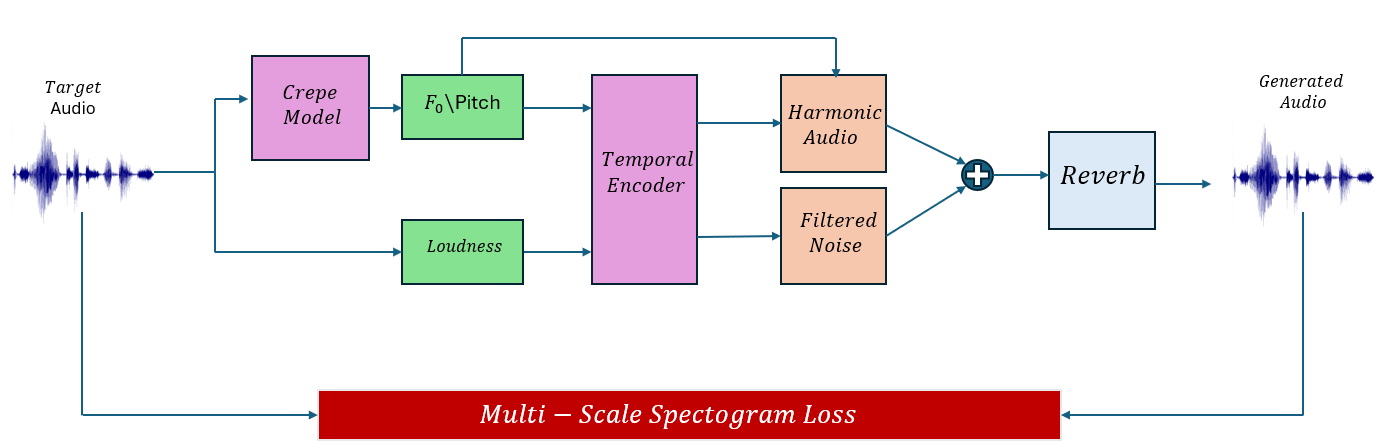 Target
Audio
Crepe
Model
F₀\Pitch
Loudness
Temporal
Encoder
Harmonic
Audio
Filtered
Noise
Reverb
Generated
Audio
Multi − Scale Spectogram Loss